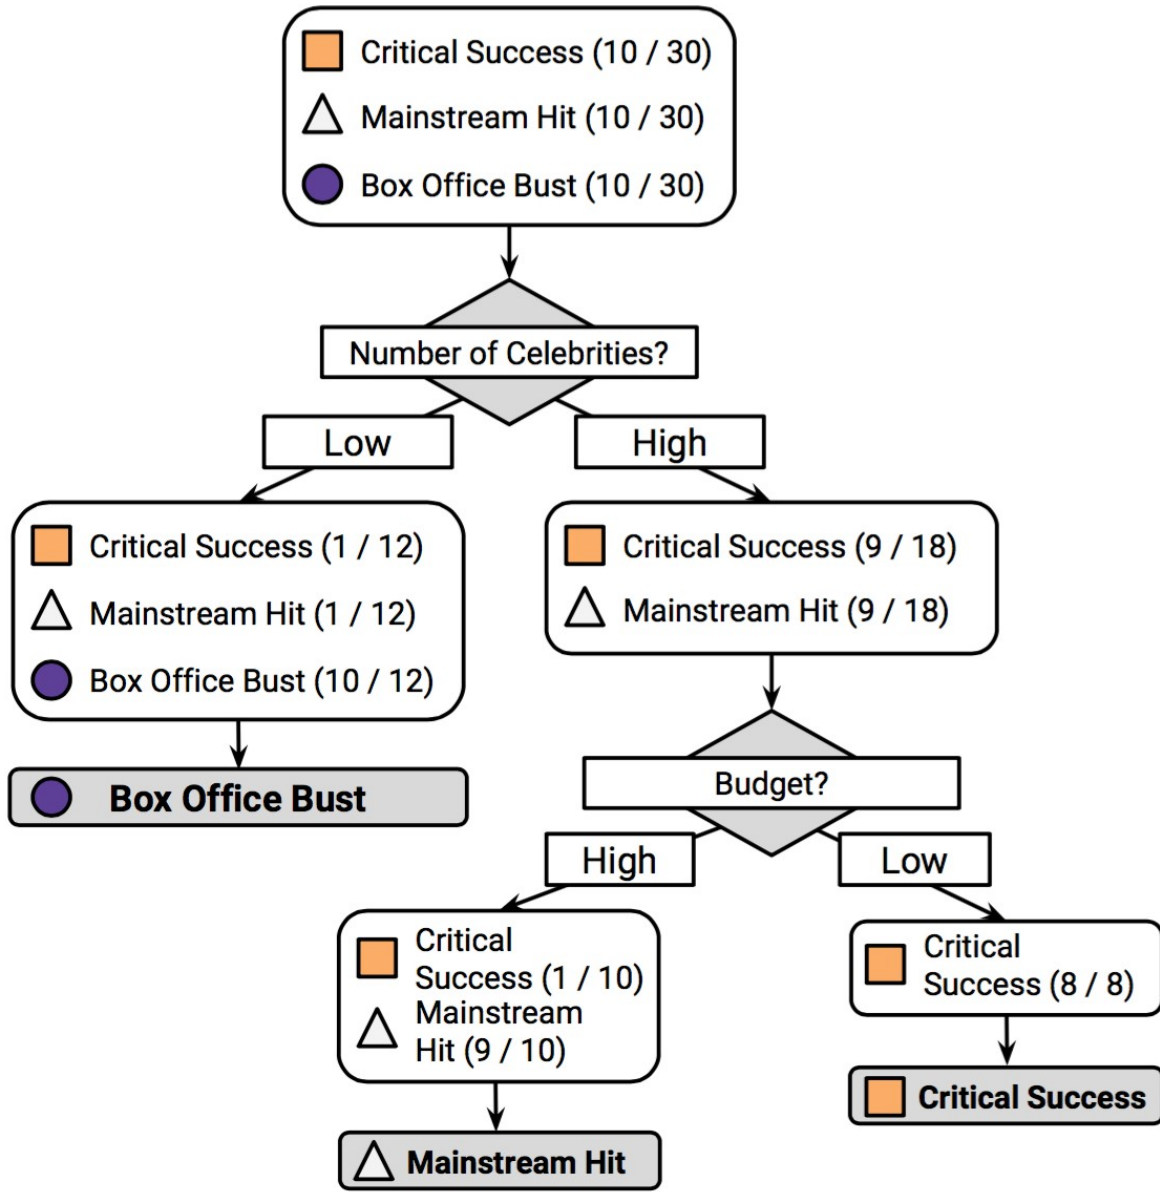 Critical Success (10 / 30)
Mainstream Hit (10 / 30)
Box Office Bust (10 / 30)
Number of Celebrities?
Low
High
Critical Success (1 / 12)
Mainstream Hit (1 / 12)
Box Office Bust (10 / 12)
Critical Success (9 / 18)
Mainstream Hit (9 / 18)
Box Office Bust
Budget?
High
Low
Critical
Success (1 / 10)
Mainstream
Hit (9 / 10)
Critical
Success (8 / 8)
Mainstream Hit
Critical Success